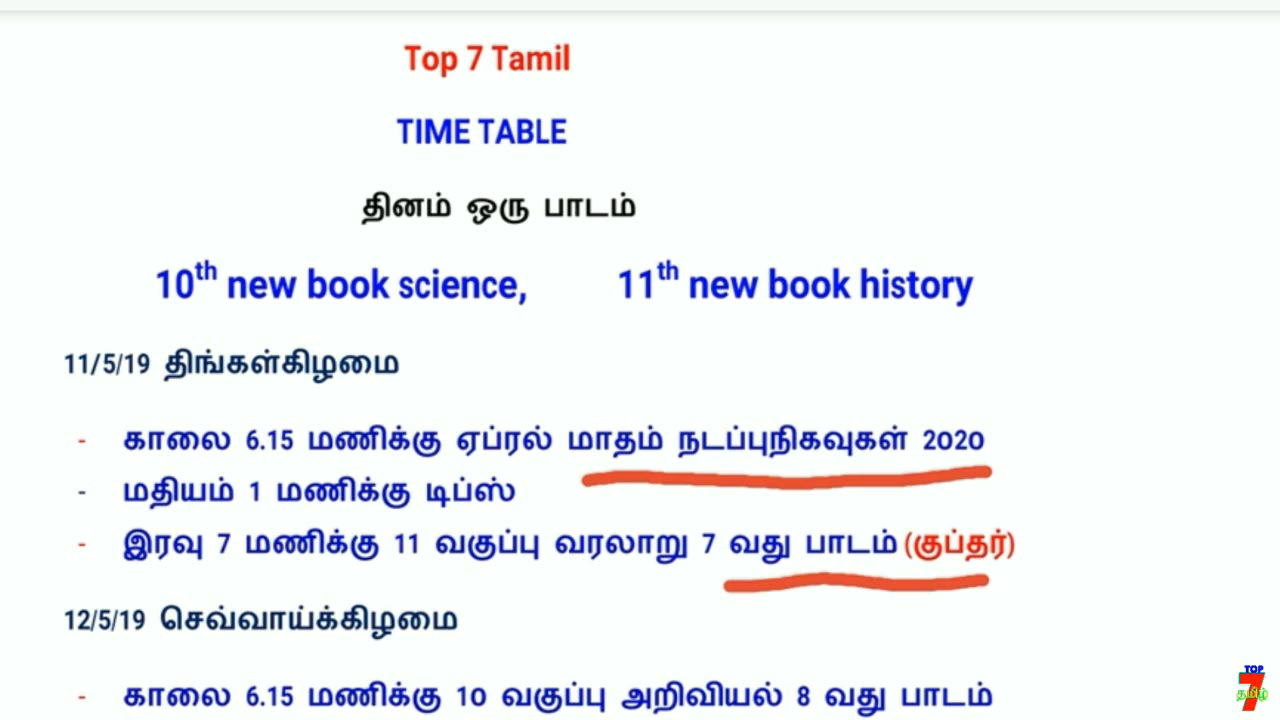 Top 7 Tamil
TIME TABLE
தினம் ஒரு பாடம்
10th new book science, 11th new book history
11/5/19 திங்கள்கிழமை
- காலை 6.15 மணிக்கு ஏப்ரல் மாதம் நடப்புநிகவுகள் 2020
- மதியம் 1 மணிக்கு டிப்ஸ்
- இரவு 7 மணிக்கு 11 வகுப்பு வரலாறு 7 வது பாடம் (குப்தர்)
12/5/19 செவ்வாய்க்கிழமை
- காலை 6.15 மணிக்கு 10 வகுப்பு அறிவியல் 8 வது பாடம்
TOP
7
தமிழ்